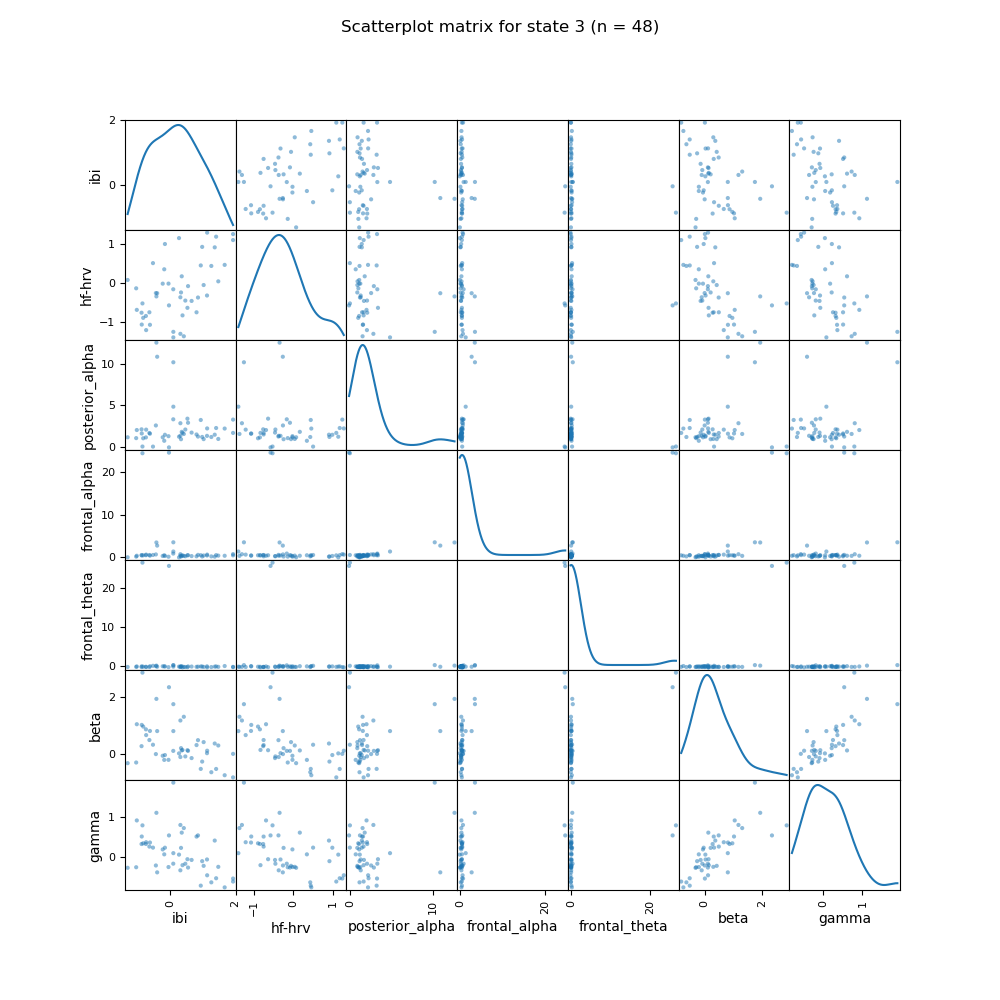 Scatterplot matrix for state 3 (n = 48)
2
0
ibi
1
0
−1
hf-hrv
10
5
0
posterior_alpha
20
10
0
frontal_alpha
20
10
0
frontal_theta
2
0
beta
1
0
gamma
0 2 −1 0 1 0 10 0 20 0 20 0 2 0 1
ibi hf-hrv posterior_alpha frontal_alpha frontal_theta beta gamma